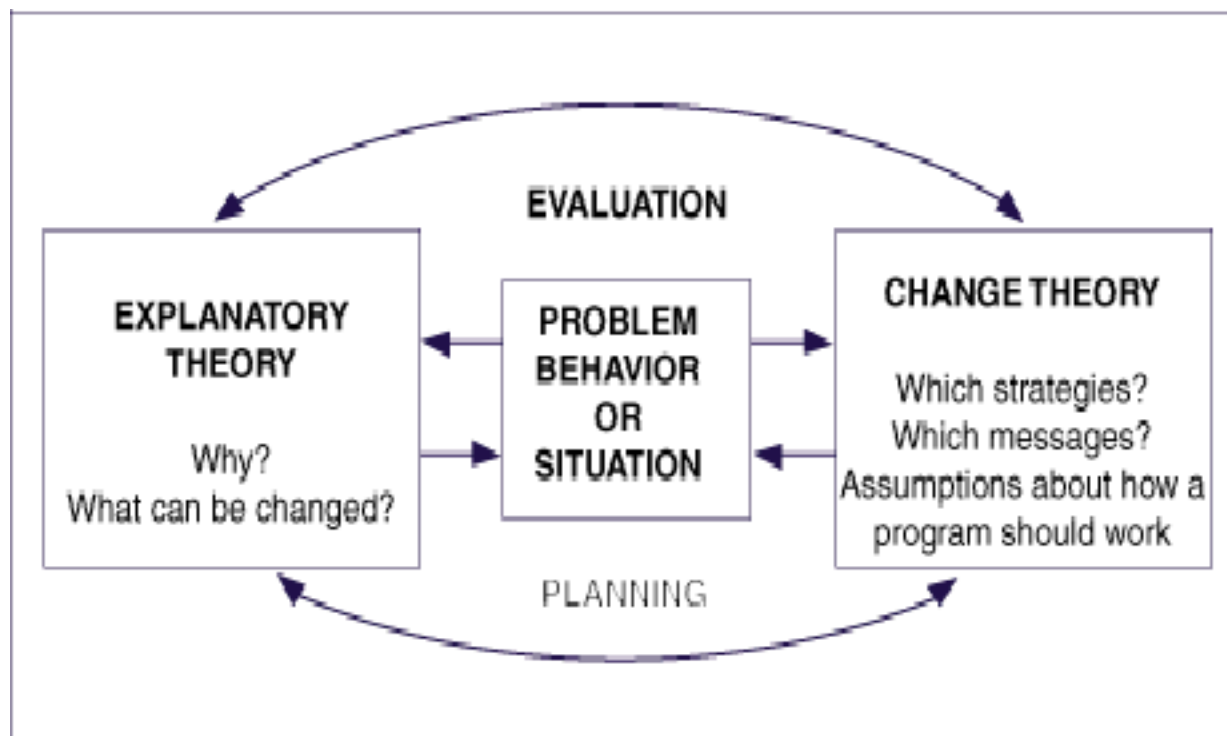 EVALUATION
EXPLANATORY
THEORY
Why?
What can be changed?
PROBLEM
BEHAVIOR
OR
SITUATION
CHANGE THEORY
Which strategies?
Which messages?
Assumptions about how a
program should work
PLANNING